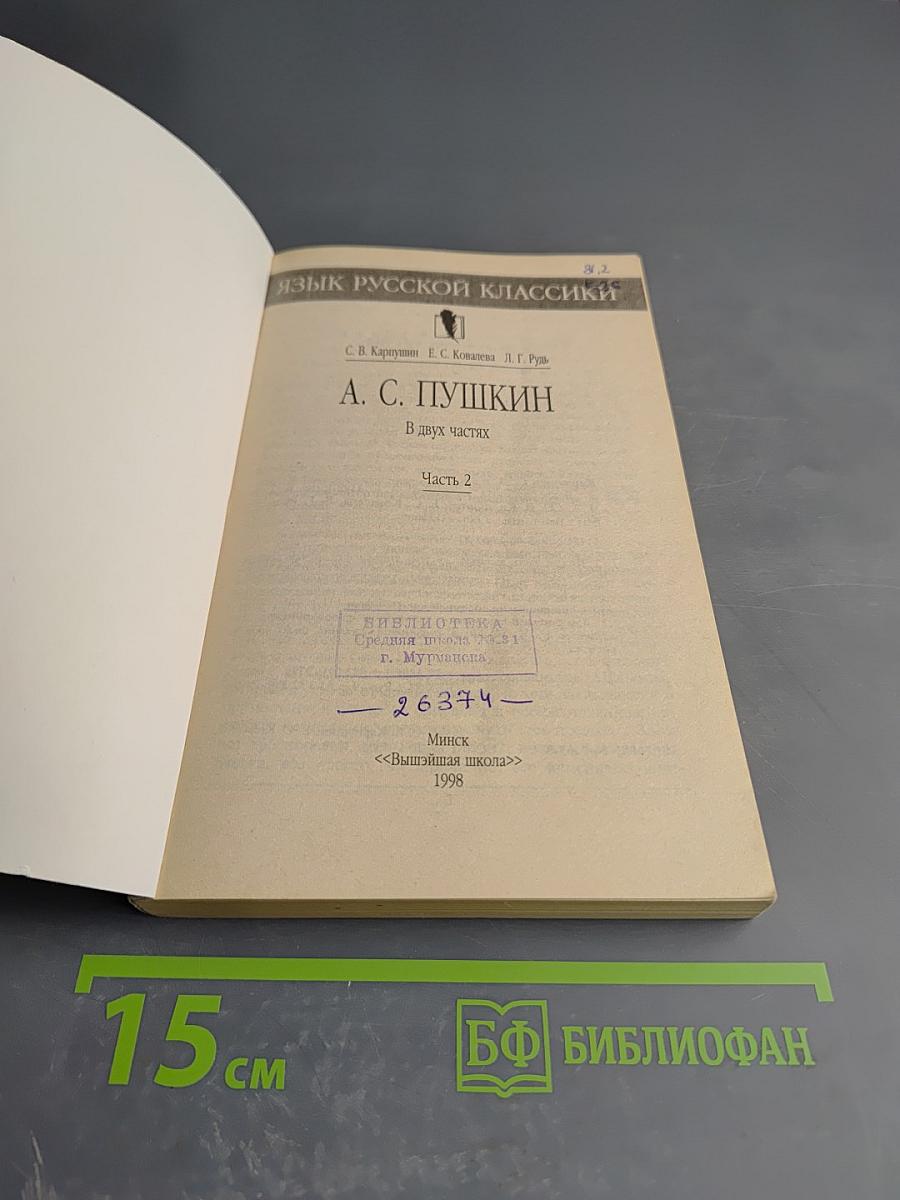 ЯЗЫК РУССКОЙ КЛАССИКИ
С. В. Карпушин Е. С. Ковалева Л. Г. Рудь
А. С. ПУШКИН
В двух частях
Часть 2
БИБЛИОТЕКА
Средняя школа № 31
г. Мурманска
— 26374 —
Минск
<<Вышэйшая школа>>
1998
15 см
БФ БИБЛИОФАН